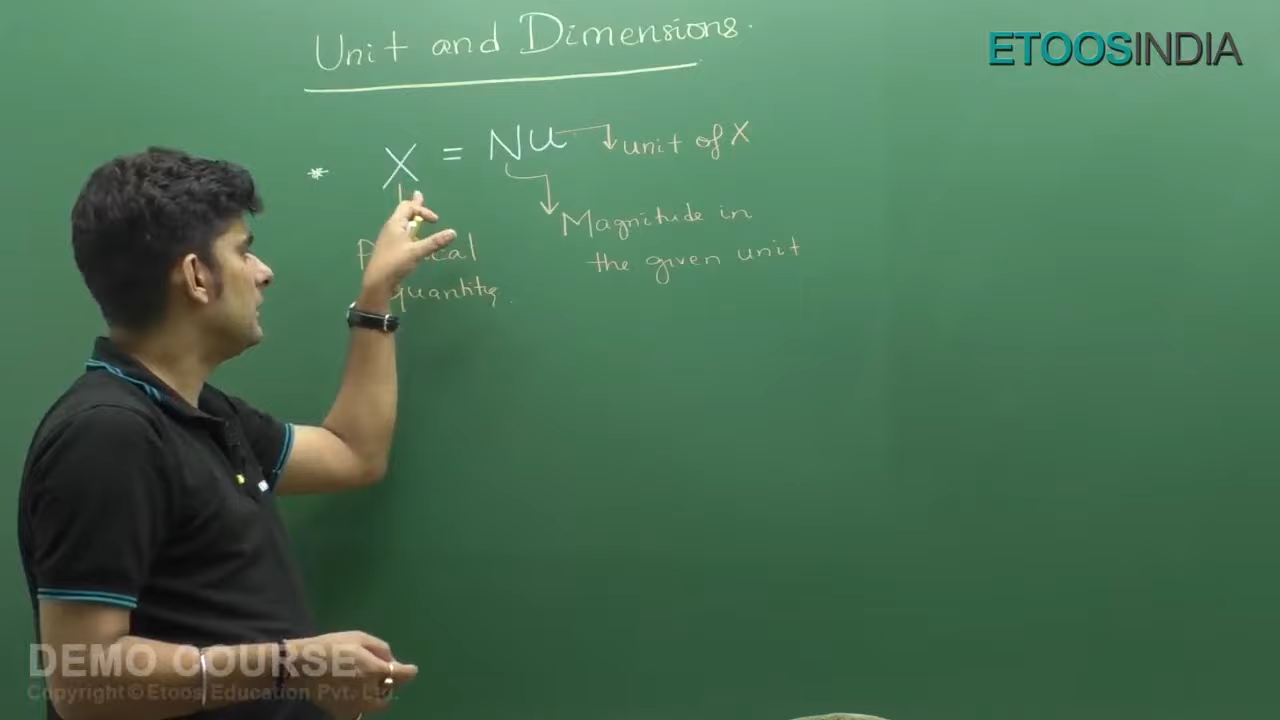 Unit and Dimensions.
ETOOSINDIA
* X = Nu unit of X
Magnitude in
the given unit
quantity.
DEMO COURSE
Copyright © Etoos Education Pvt. Ltd.